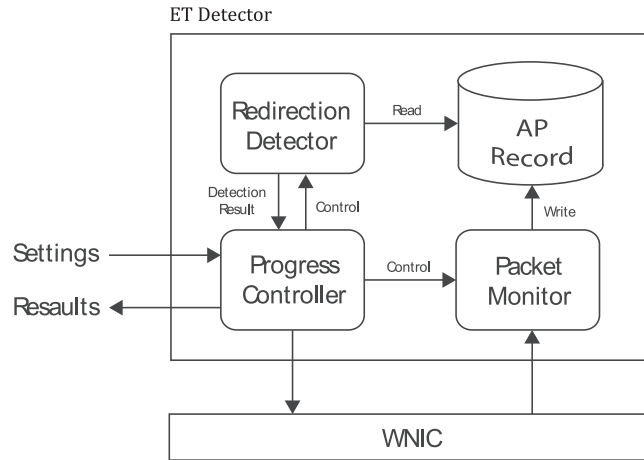 ET Detector
Redirection
Detector
Read
AP
Record
Detection
Result
Control
Write
Settings
Resaults
Progress
Controller
Control
Packet
Monitor
WNIC